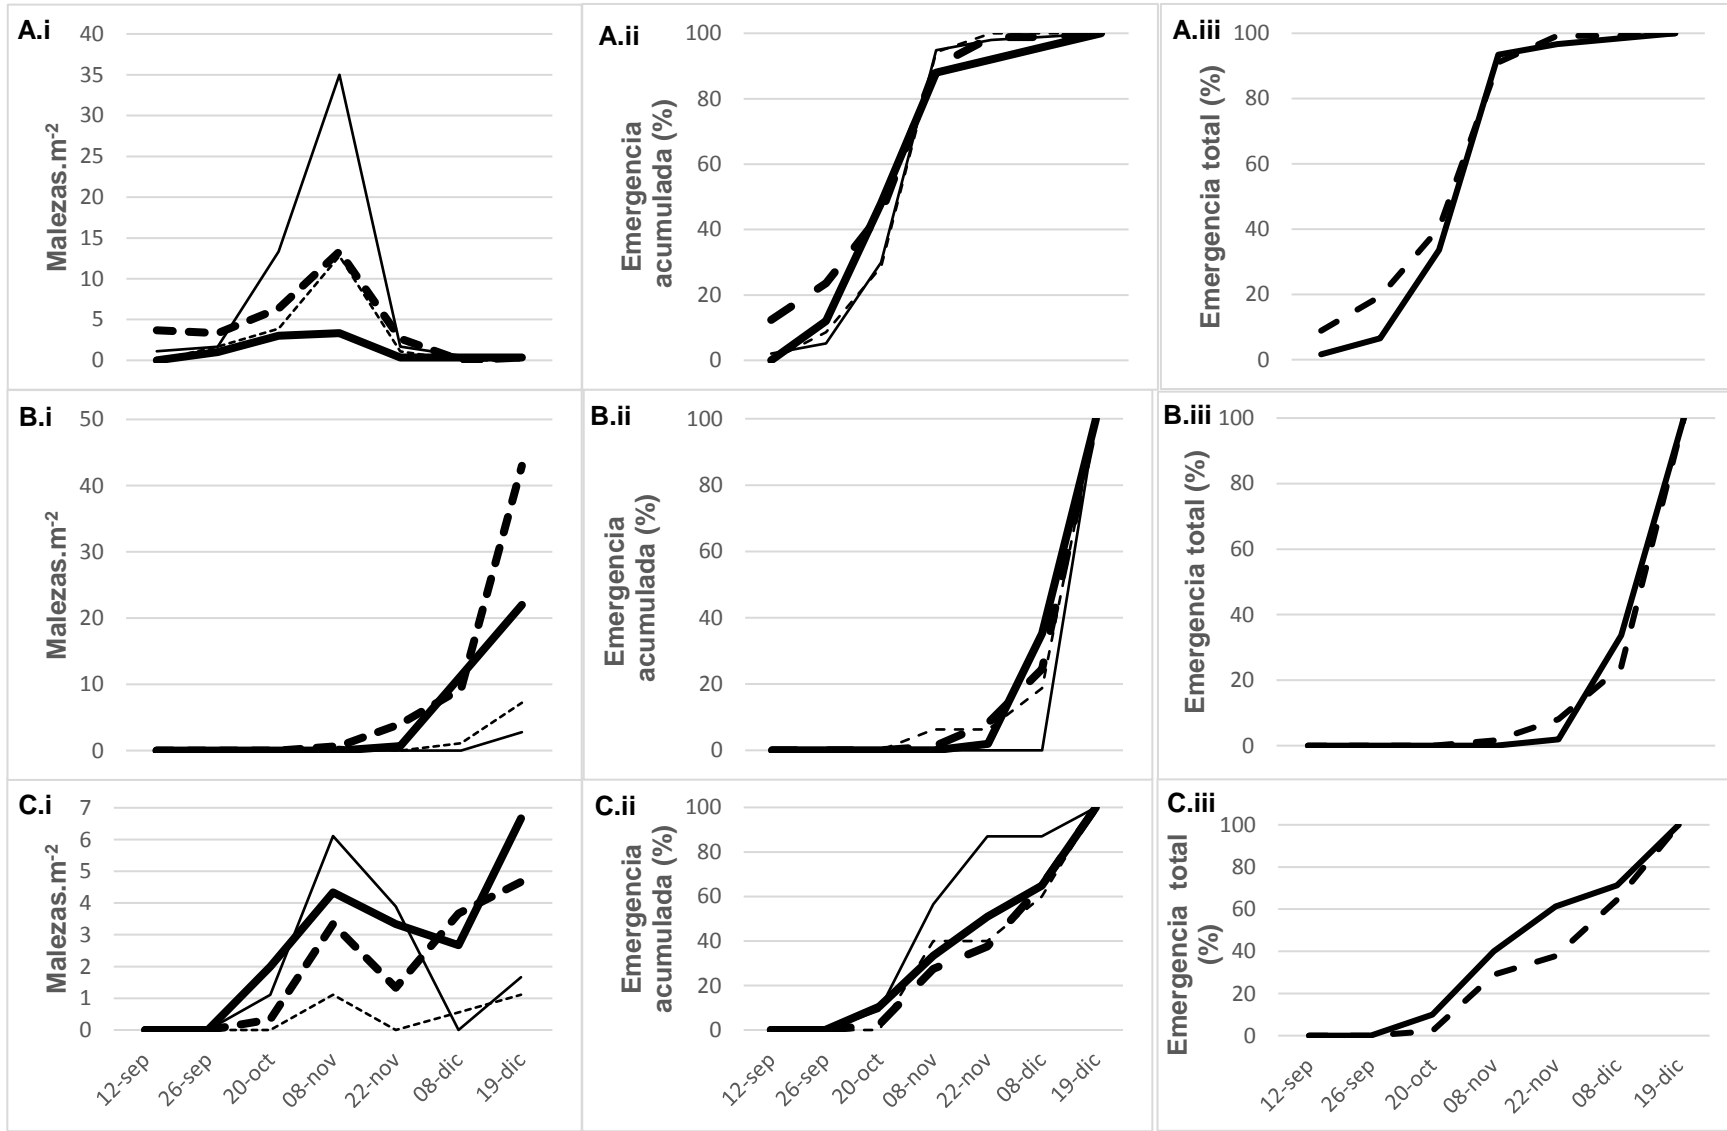 A.i
40
35
30
25
20
15
10
5
0
Malezas.m-2
A.ii
100
80
60
40
20
0
Emergencia
acumulada (%)
A.iii
100
80
60
40
20
0
Emergencia total (%)
B.i
50
40
30
20
10
0
Malezas.m-2
B.ii
100
80
60
40
20
0
Emergencia
acumulada (%)
B.iii
100
80
60
40
20
0
Emergencia total (%)
C.i
7
6
5
4
3
2
1
0
Malezas.m-2
12-sep
26-sep
20-oct
08-nov
22-nov
08-dic
19-dic
C.ii
100
80
60
40
20
0
Emergencia
acumulada (%)
12-sep
26-sep
20-oct
08-nov
22-nov
08-dic
19-dic
C.iii
100
80
60
40
20
0
Emergencia total
(%)
12-sep
26-sep
20-oct
08-nov
22-nov
08-dic
19-dic